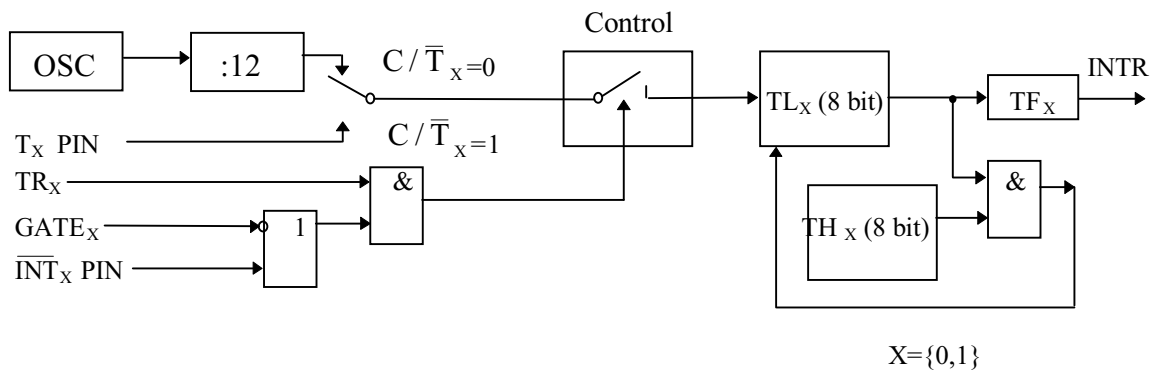 Control
OSC
:12
C / T̅ X=0
INTR
TLX (8 bit)
TFX
C / T̅ X=1
TX PIN
TRX
&
&
GATEX
1
TH X (8 bit)
I̅N̅T̅X PIN
X={0,1}